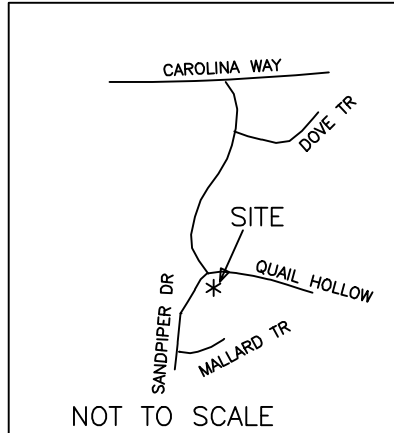 CAROLINA WAY
DOVE TR
SITE
QUAIL HOLLOW
SANDPIPER DR
MALLARD TR
NOT TO SCALE